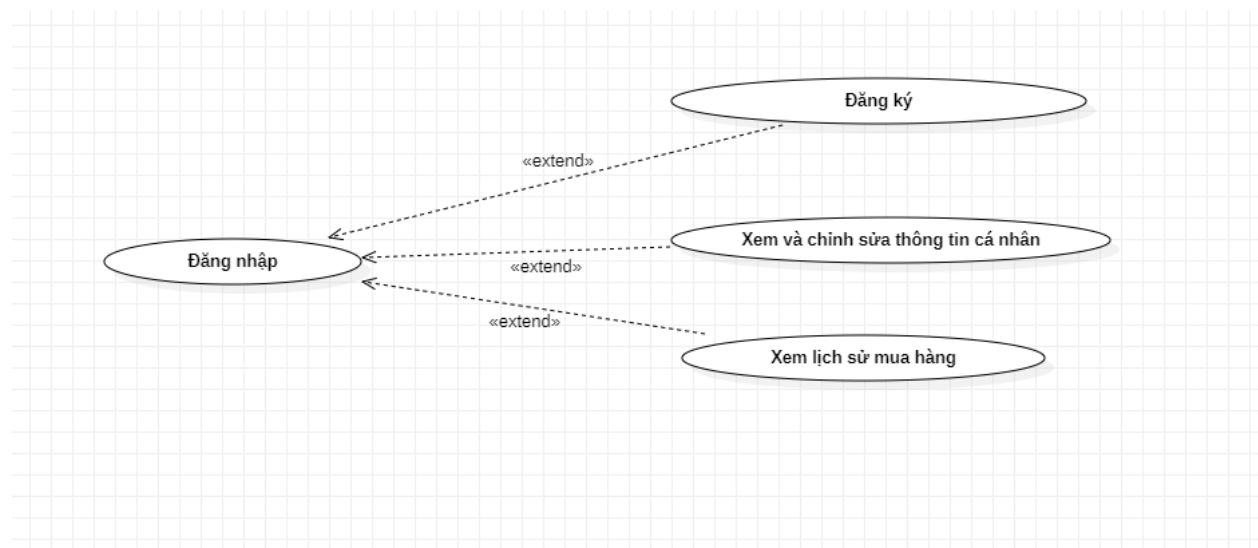 Đăng ký
«extend»
Xem và chỉnh sửa thông tin cá nhân
Đăng nhập
«extend»
«extend»
Xem lịch sử mua hàng